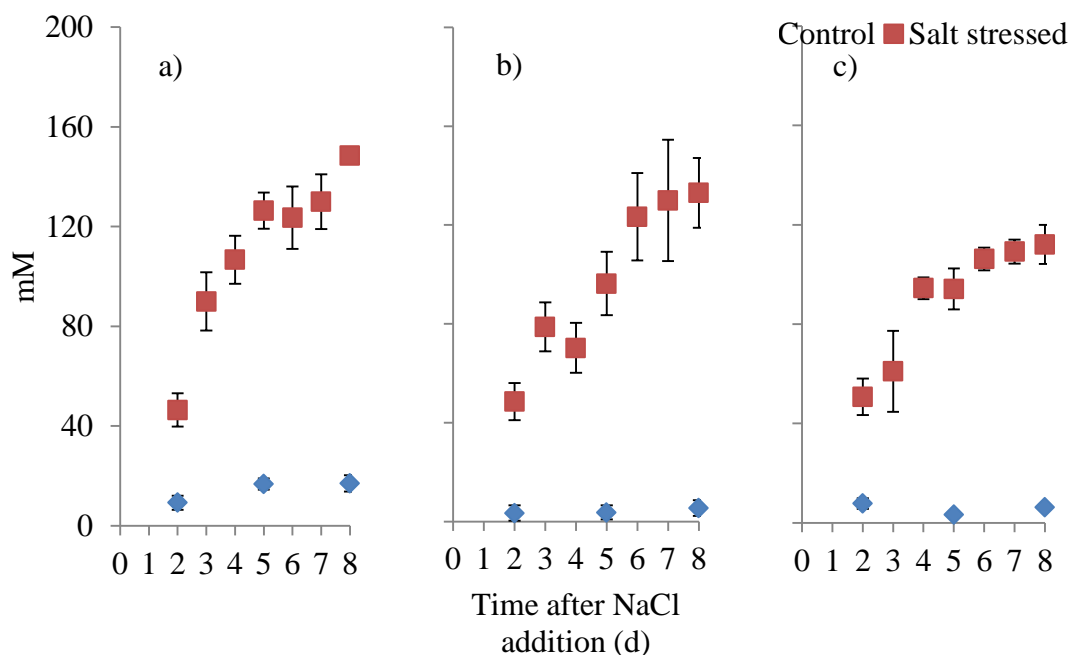 200
160
120
80
40
0
mM
a)
b)
c)
Control Salt stressed
0 1 2 3 4 5 6 7 8
0 1 2 3 4 5 6 7 8
0 1 2 3 4 5 6 7 8
Time after NaCl
addition (d)